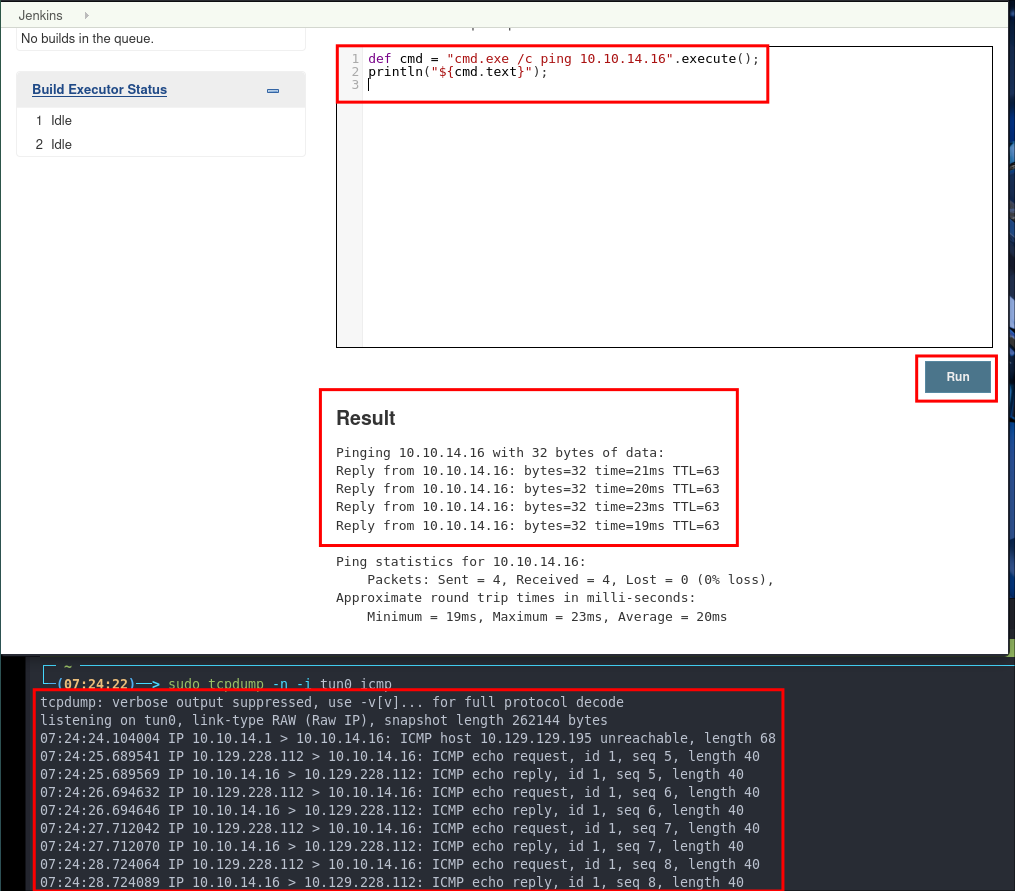 Jenkins
No builds in the queue.
Build Executor Status
1 Idle
2 Idle
1 def cmd = "cmd.exe /c ping 10.10.14.16".execute();
2 println("${cmd.text}");
3
Run
Result
Pinging 10.10.14.16 with 32 bytes of data:
Reply from 10.10.14.16: bytes=32 time=21ms TTL=63
Reply from 10.10.14.16: bytes=32 time=20ms TTL=63
Reply from 10.10.14.16: bytes=32 time=23ms TTL=63
Reply from 10.10.14.16: bytes=32 time=19ms TTL=63
Ping statistics for 10.10.14.16:
    Packets: Sent = 4, Received = 4, Lost = 0 (0% loss),
Approximate round trip times in milli-seconds:
    Minimum = 19ms, Maximum = 23ms, Average = 20ms
~
(07:24:22)──> sudo tcpdump -n -i tun0 icmp
tcpdump: verbose output suppressed, use -v[v]... for full protocol decode
listening on tun0, link-type RAW (Raw IP), snapshot length 262144 bytes
07:24:24.104004 IP 10.10.14.1 > 10.10.14.16: ICMP host 10.129.129.195 unreachable, length 68
07:24:25.689541 IP 10.129.228.112 > 10.10.14.16: ICMP echo request, id 1, seq 5, length 40
07:24:25.689569 IP 10.10.14.16 > 10.129.228.112: ICMP echo reply, id 1, seq 5, length 40
07:24:26.694632 IP 10.129.228.112 > 10.10.14.16: ICMP echo request, id 1, seq 6, length 40
07:24:26.694646 IP 10.10.14.16 > 10.129.228.112: ICMP echo reply, id 1, seq 6, length 40
07:24:27.712042 IP 10.129.228.112 > 10.10.14.16: ICMP echo request, id 1, seq 7, length 40
07:24:27.712070 IP 10.10.14.16 > 10.129.228.112: ICMP echo reply, id 1, seq 7, length 40
07:24:28.724064 IP 10.129.228.112 > 10.10.14.16: ICMP echo request, id 1, seq 8, length 40
07:24:28.724089 IP 10.10.14.16 > 10.129.228.112: ICMP echo reply, id 1, seq 8, length 40